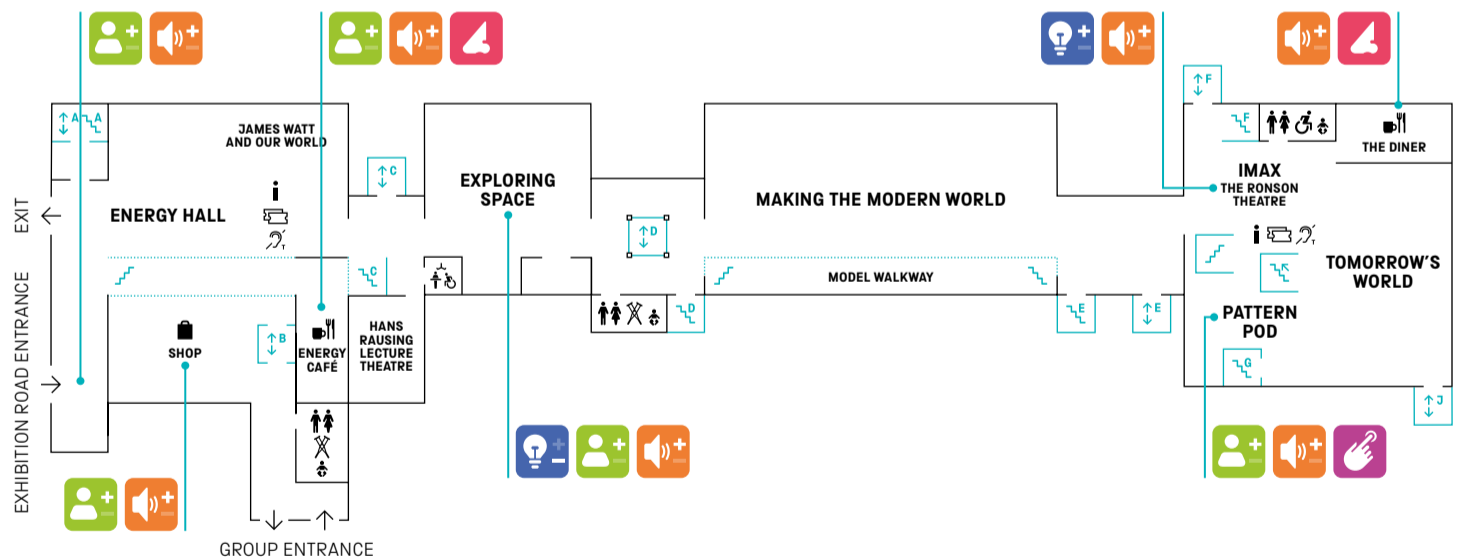 A
A
JAMES WATT
AND OUR WORLD
C
EXPLORING
SPACE
F
F
THE DINER
IMAX
THE RONSON
THEATRE
EXIT
ENERGY HALL
i
T
D
MAKING THE MODERN WORLD
i
T
TOMORROW'S
WORLD
C
MODEL WALKWAY
EXHIBITION ROAD ENTRANCE
SHOP
B
ENERGY
CAFÉ
HANS
RAUSING
LECTURE
THEATRE
D
E
E
PATTERN
POD
G
J
GROUP ENTRANCE